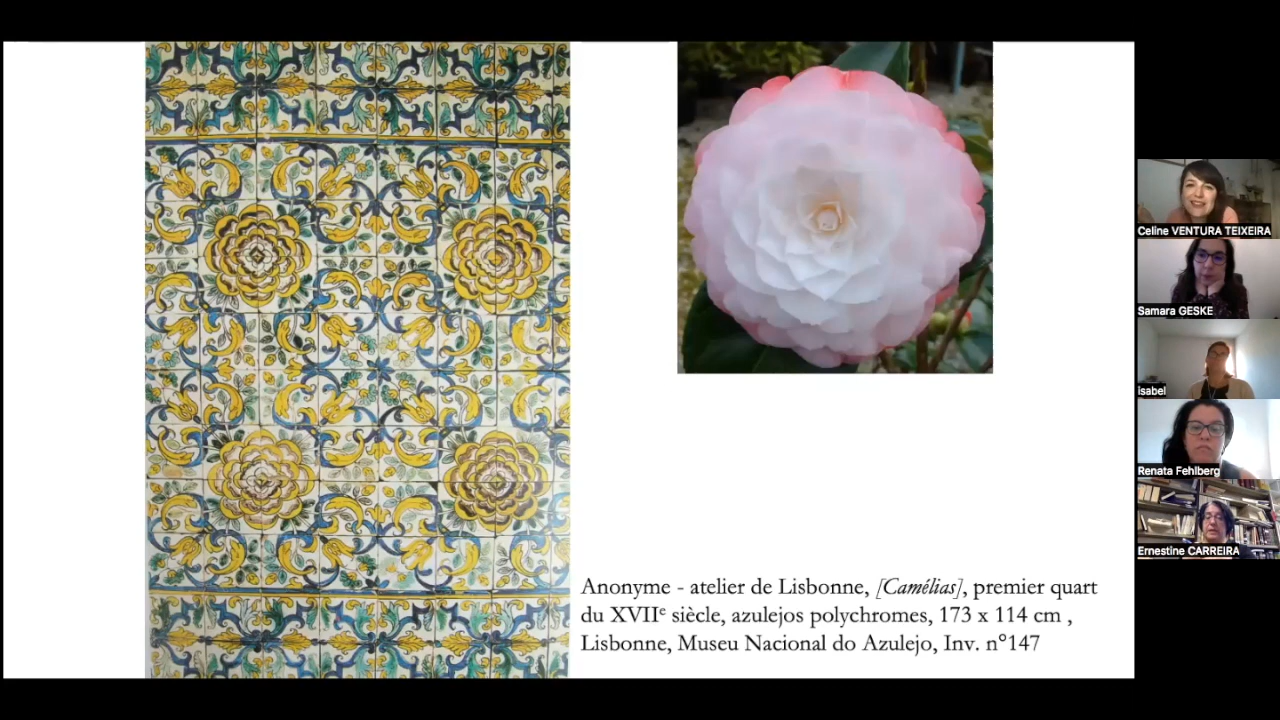 Anonyme - atelier de Lisbonne, [Camélias], premier quart
du XVIIᵉ siècle, azulejos polychromes, 173 x 114 cm ,
Lisbonne, Museu Nacional do Azulejo, Inv. n°147
Celine VENTURA TEIXEIRA
Samara GESKE
isabel
Renata Fehlberg
Ernestine CARREIRA